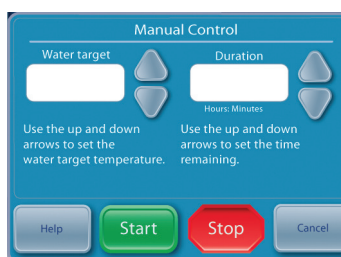 Manual Control
Water target
Duration
Hours: Minutes
Use the up and down
arrows to set the
water target temperature.
Use the up and down
arrows to set the time
remaining.
Help
Start
Stop
Cancel